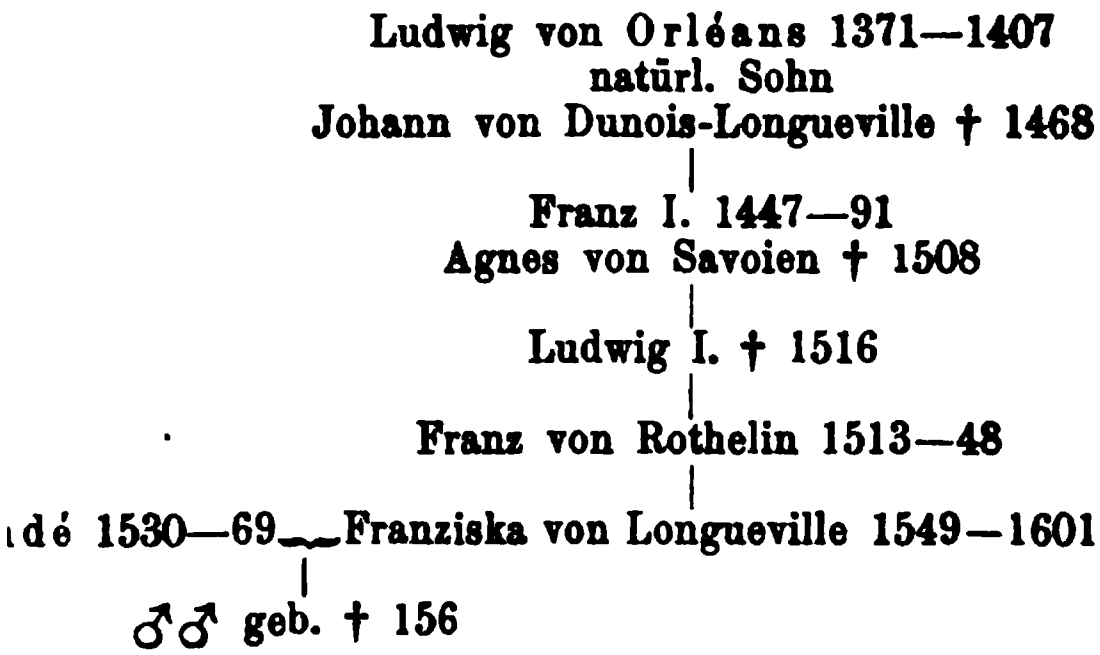 Ludwig von Orléans 1371—1407
natürl. Sohn
Johann von Dunois-Longueville † 1468
Franz I. 1447—91
Agnes von Savoien † 1508
Ludwig I. † 1516
Franz von Rothelin 1513—48
dé 1530—69 Franziska von Longueville 1549—1601
♂♂ geb. † 156